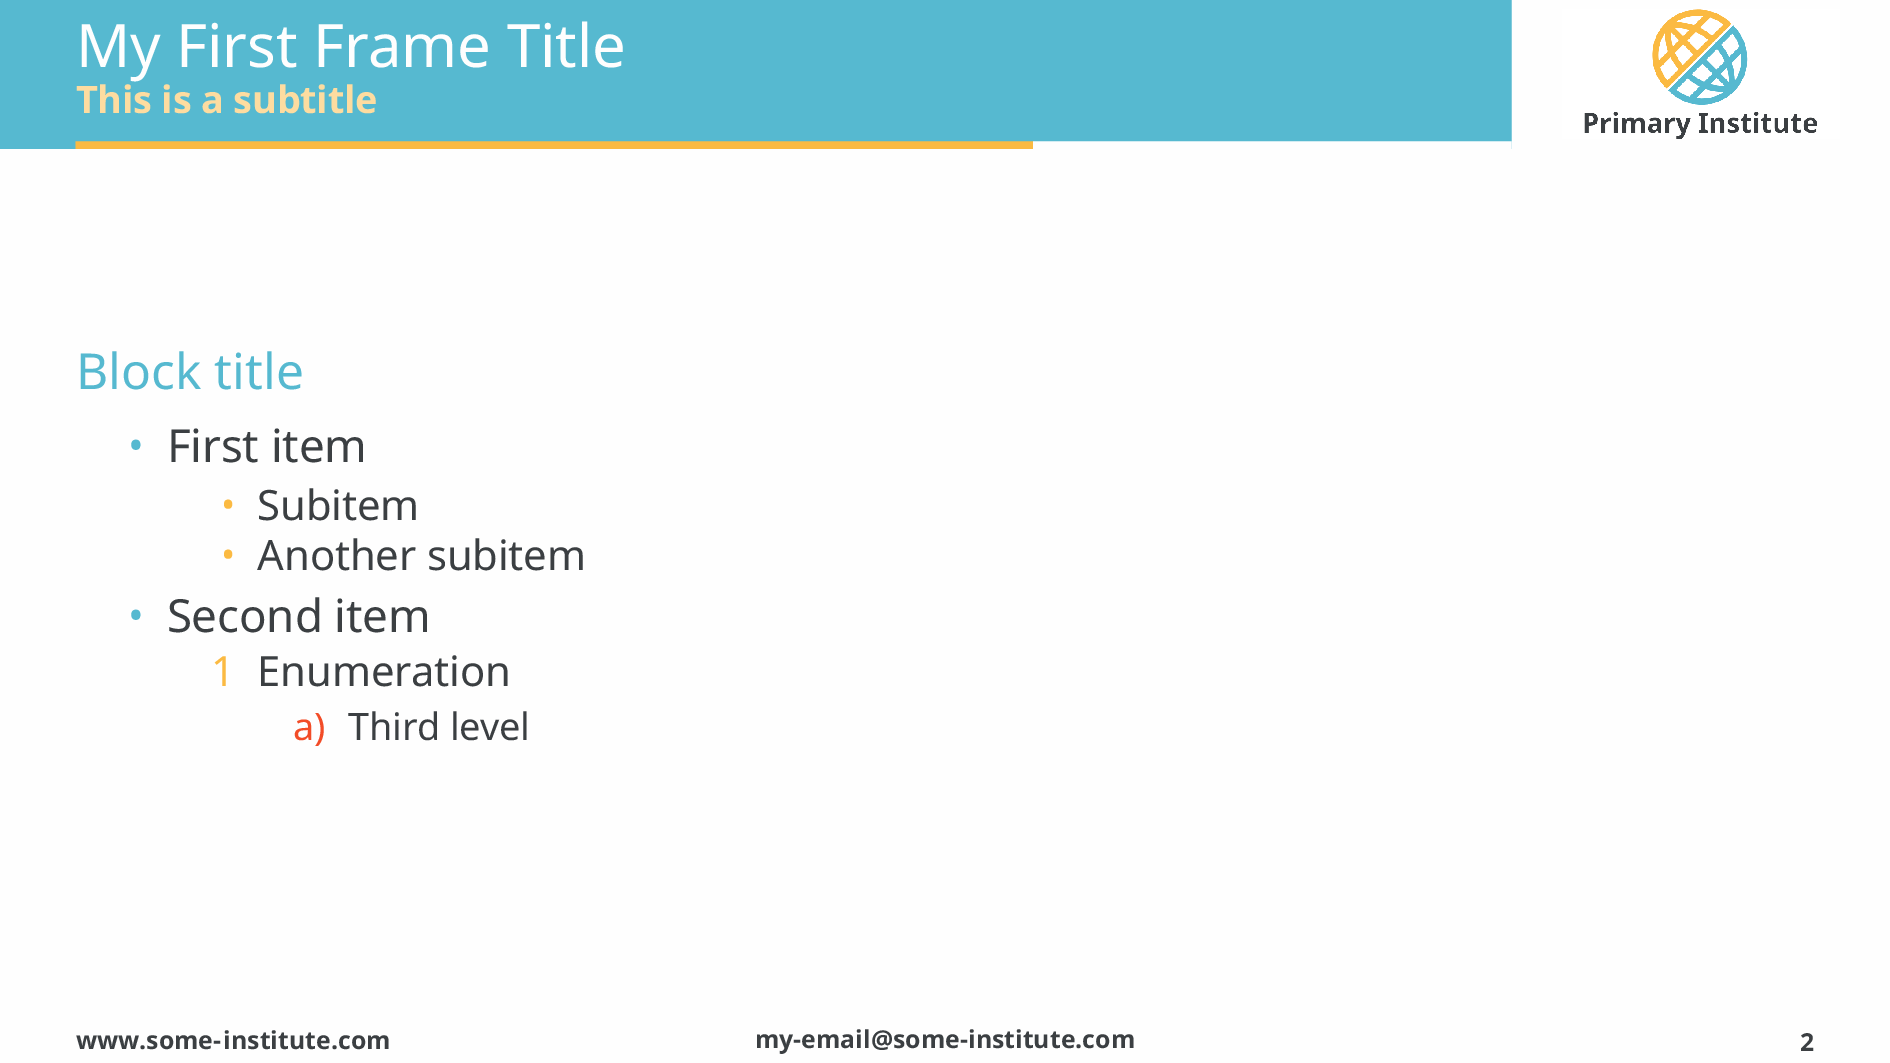 My First Frame Title
This is a subtitle
Primary Institute
Block title
• First item
• Subitem
• Another subitem
• Second item
1 Enumeration
a) Third level
www.some-institute.com
my-email@some-institute.com
2